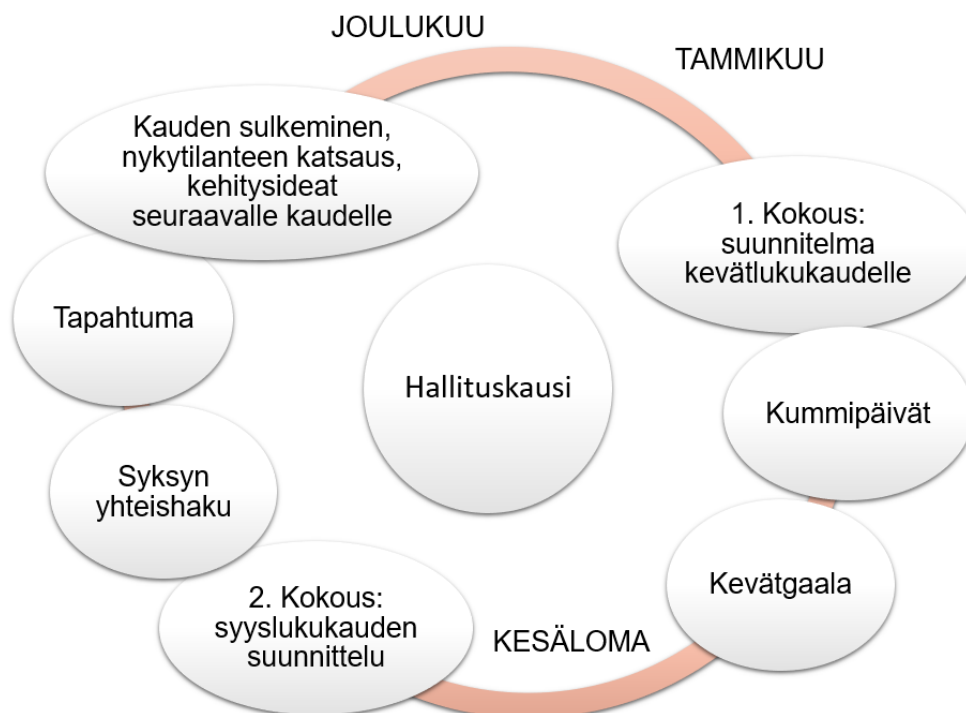 JOULUKUU
TAMMIKUU
Kauden sulkeminen,
nykytilanteen katsaus,
kehitysideat
seuraavalle kaudelle
1. Kokous:
suunnitelma
kevätlukukaudelle
Tapahtuma
Hallituskausi
Kummipäivät
Syksyn
yhteishaku
Kevätgaala
2. Kokous:
syyslukukauden
suunnittelu
KESÄLOMA